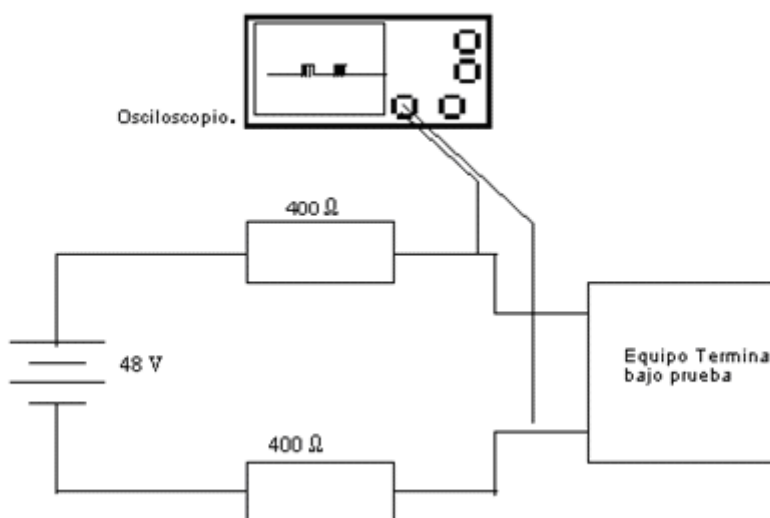 Osciloscopio.
400 Ω
48 V
Equipo Termina
bajo prueba
400 Ω